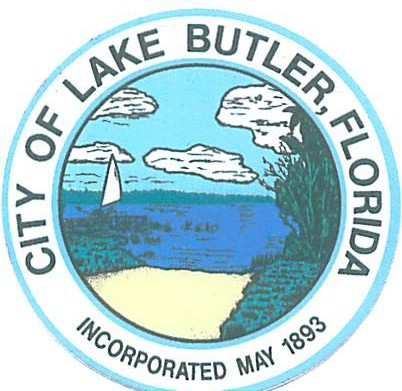 CITY OF LAKE BUTLER, FLORIDA
INCORPORATED MAY 1893